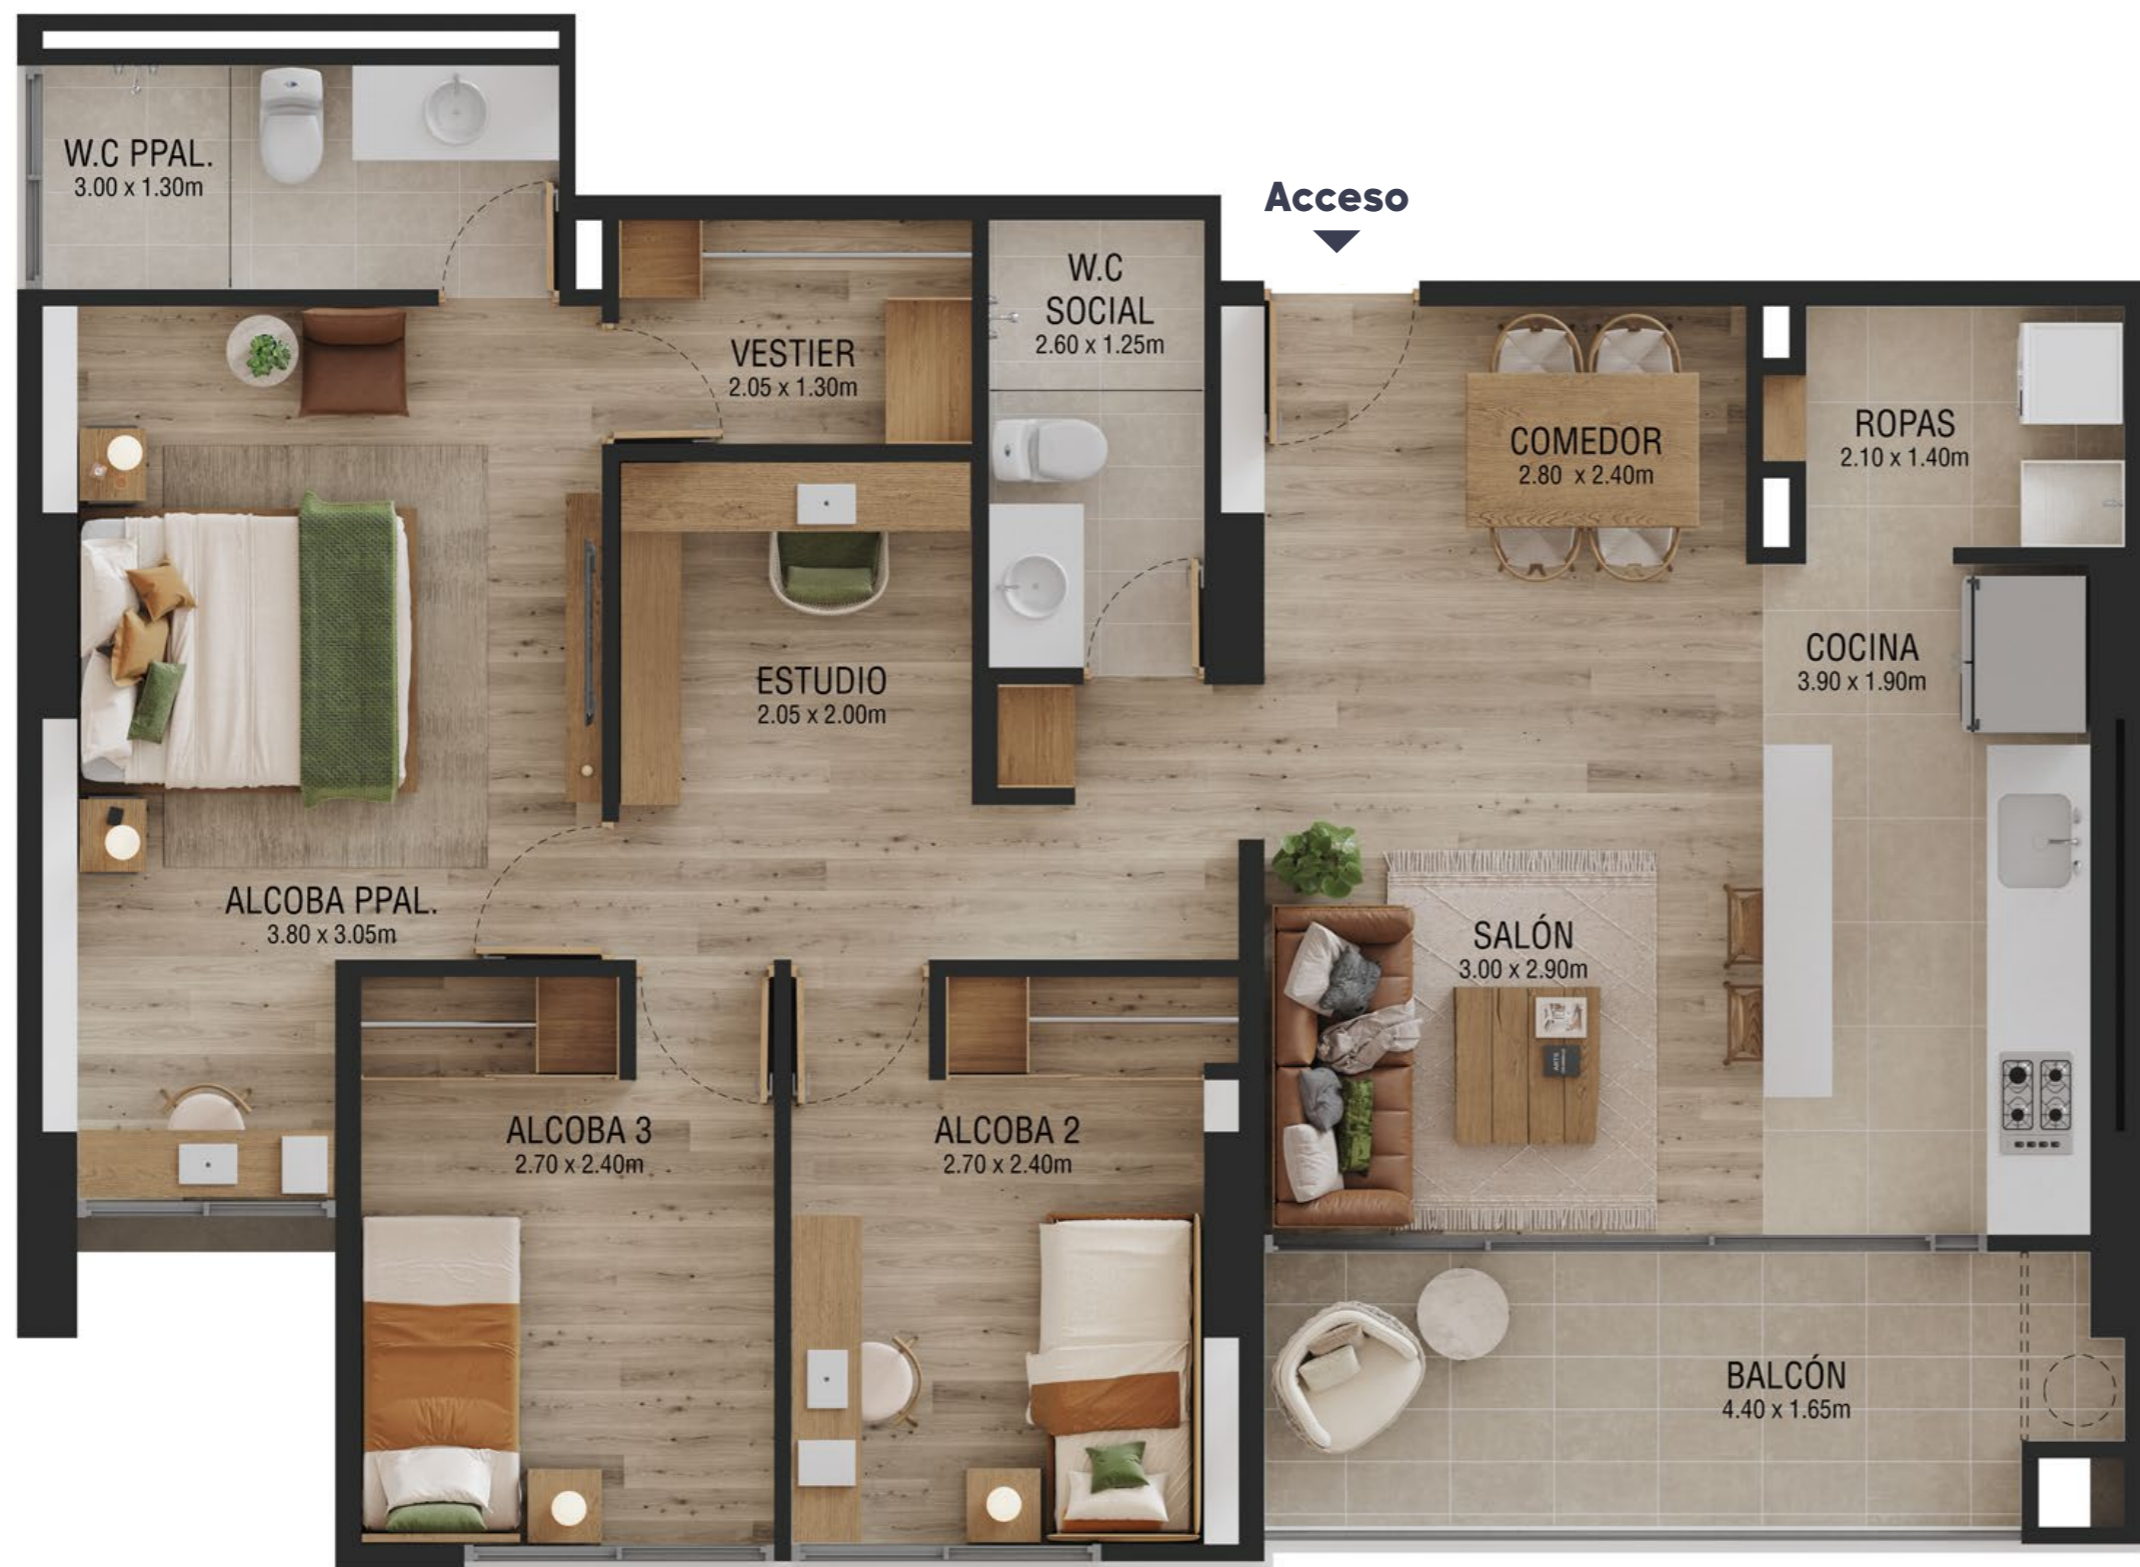 W.C PPAL.
3.00 x 1.30m
Acceso
W.C
SOCIAL
2.60 x 1.25m
VESTIER
2.05 x 1.30m
COMEDOR
2.80 x 2.40m
ROPAS
2.10 x 1.40m
ESTUDIO
2.05 x 2.00m
COCINA
3.90 x 1.90m
ALCOBA PPAL.
3.80 x 3.05m
SALÓN
3.00 x 2.90m
ALCOBA 3
2.70 x 2.40m
ALCOBA 2
2.70 x 2.40m
BALCÓN
4.40 x 1.65m